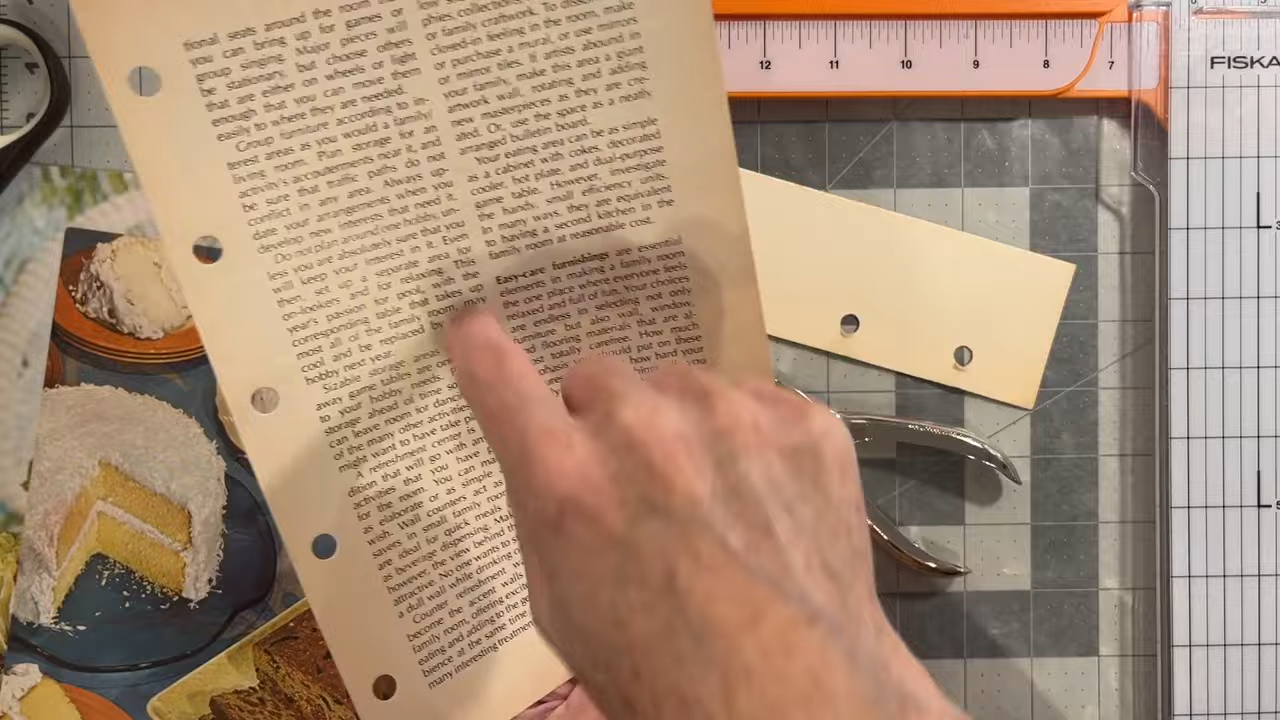 tional seats around the room
you can bring up for games or
group singing. Major pieces will
be stationary, but choose others
that are either on wheels or light
enough that you can move them
easily to where they are needed.
Group furniture according to in-
terest areas as you would a family/
living room. Plan storage for an
activity's accoutements near it, and
be sure that traffic paths do not
conflict in any area. Always up-
date your arrangements when you
develop new interests that need it.
Do not plan around one hobby, un-
less you are absolutely sure that you
will keep your interest in it. Even
then, set up a separate area for
on-lookers and for relaxing. This
year's passion for pool, with the
corresponding table that takes up
most all of the family room, may
cool and be replaced by
hobby next year.
Sizable storage areas
away game tables are
to your hobby needs.
storage ahead of time, so
can leave room for danc
of the many other activities
might want to have take pl
A refreshment center is
dition that will go with an
activities that you have
for the room. You can ma
as elaborate or as simple
wish. Wall counters act as
savers in small family roo
are ideal for quick meals
as beverage dispensing. Ma
however, the view behind th
attractive. No one wants to s
a dull wall while drinking o
Counter refreshment
become the accent walls
family room, offering excit
eating and adding to the ge
bience at the same time
many interesting treatmen
phies, collection
or family craftwork. To dissi
closed-in feeling in the room, make
or purchase a mural, or use mirrors
or mirror tiles. If artists abound in
your family, make this area a giant
artwork wall, rotating and adding
new masterpieces as they are cre-
ated. Or, use the space as a neatly
arranged bulletin board.
Your eating area can be as simple
as a cabinet with cokes, decorated
cooler, hot plate, and dual-purpose
game table. However, investigate
the handy, small efficiency units.
In many ways, they are equivalent
to having a second kitchen in the
family room at reasonable cost.
Easy-care furnishings are essential
elements in making a family room
the one place where everyone feels
relaxed and full of fun. Your choices
are endless in selecting not only
furniture but also wall, window,
and flooring materials that are al-
most totally carefree. How much
emphasis you should put on these
how hard your
12 11 10 9 8 7
FISKA